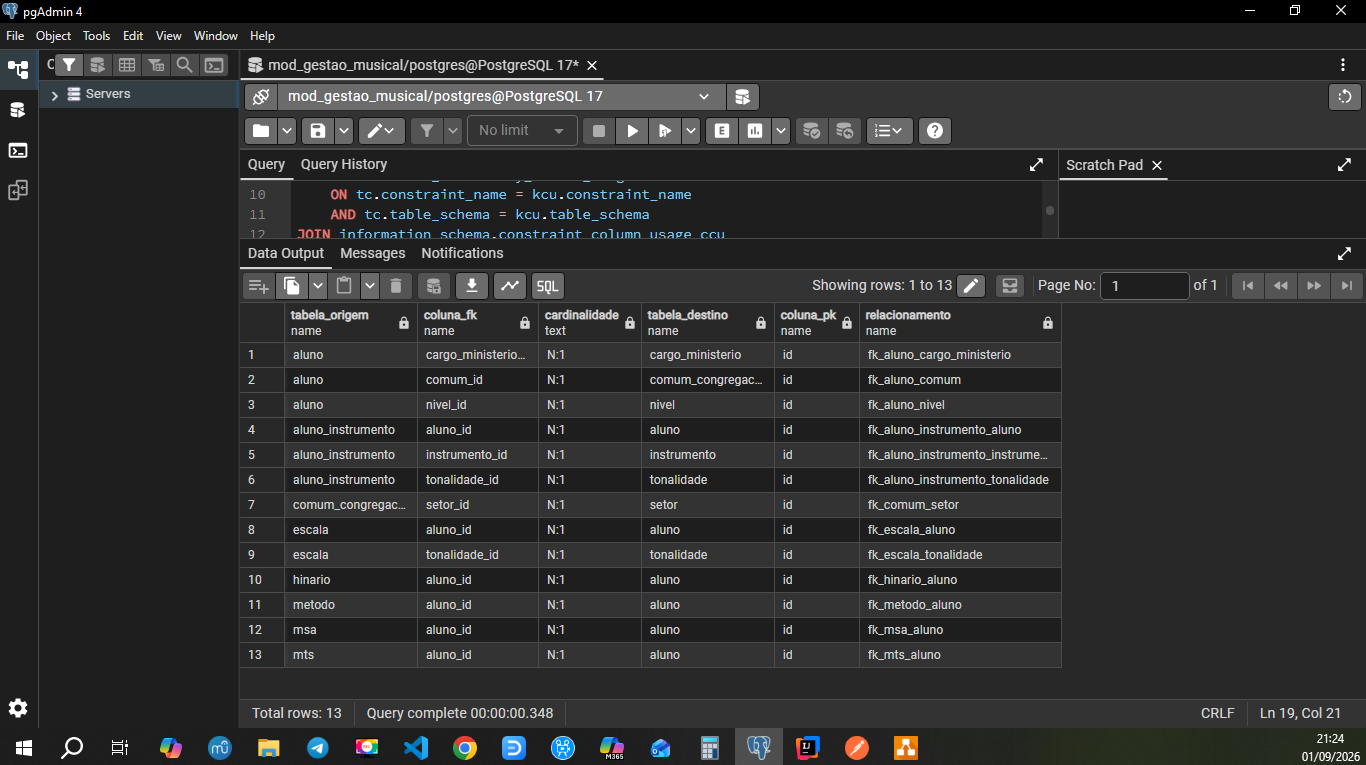 pgAdmin 4
File Object Tools Edit View Window Help
mod_gestao_musical/postgres@PostgreSQL 17*
Servers
mod_gestao_musical/postgres@PostgreSQL 17
No limit
E
Query Query History
Scratch Pad
10 ON tc.constraint_name = kcu.constraint_name
11 AND tc.table_schema = kcu.table_schema
12 JOIN information_schema.constraint_column_usage ccu
Data Output Messages Notifications
SQL Showing rows: 1 to 13 Page No: 1 of 1
tabela_origem coluna_fk cardinalidade tabela_destino coluna_pk relacionamento
name name text name name name
1 aluno cargo_ministerio... N:1 cargo_ministerio id fk_aluno_cargo_ministerio
2 aluno comum_id N:1 comum_congregac... id fk_aluno_comum
3 aluno nivel_id N:1 nivel id fk_aluno_nivel
4 aluno_instrumento aluno_id N:1 aluno id fk_aluno_instrumento_aluno
5 aluno_instrumento instrumento_id N:1 instrumento id fk_aluno_instrumento_instrume...
6 aluno_instrumento tonalidade_id N:1 tonalidade id fk_aluno_instrumento_tonalidade
7 comum_congregac... setor_id N:1 setor id fk_comum_setor
8 escala aluno_id N:1 aluno id fk_escala_aluno
9 escala tonalidade_id N:1 tonalidade id fk_escala_tonalidade
10 hinario aluno_id N:1 aluno id fk_hinario_aluno
11 metodo aluno_id N:1 aluno id fk_metodo_aluno
12 msa aluno_id N:1 aluno id fk_msa_aluno
13 mts aluno_id N:1 aluno id fk_mts_aluno
Total rows: 13 Query complete 00:00:00.348 CRLF Ln 19, Col 21
M365
21:24
01/09/2026